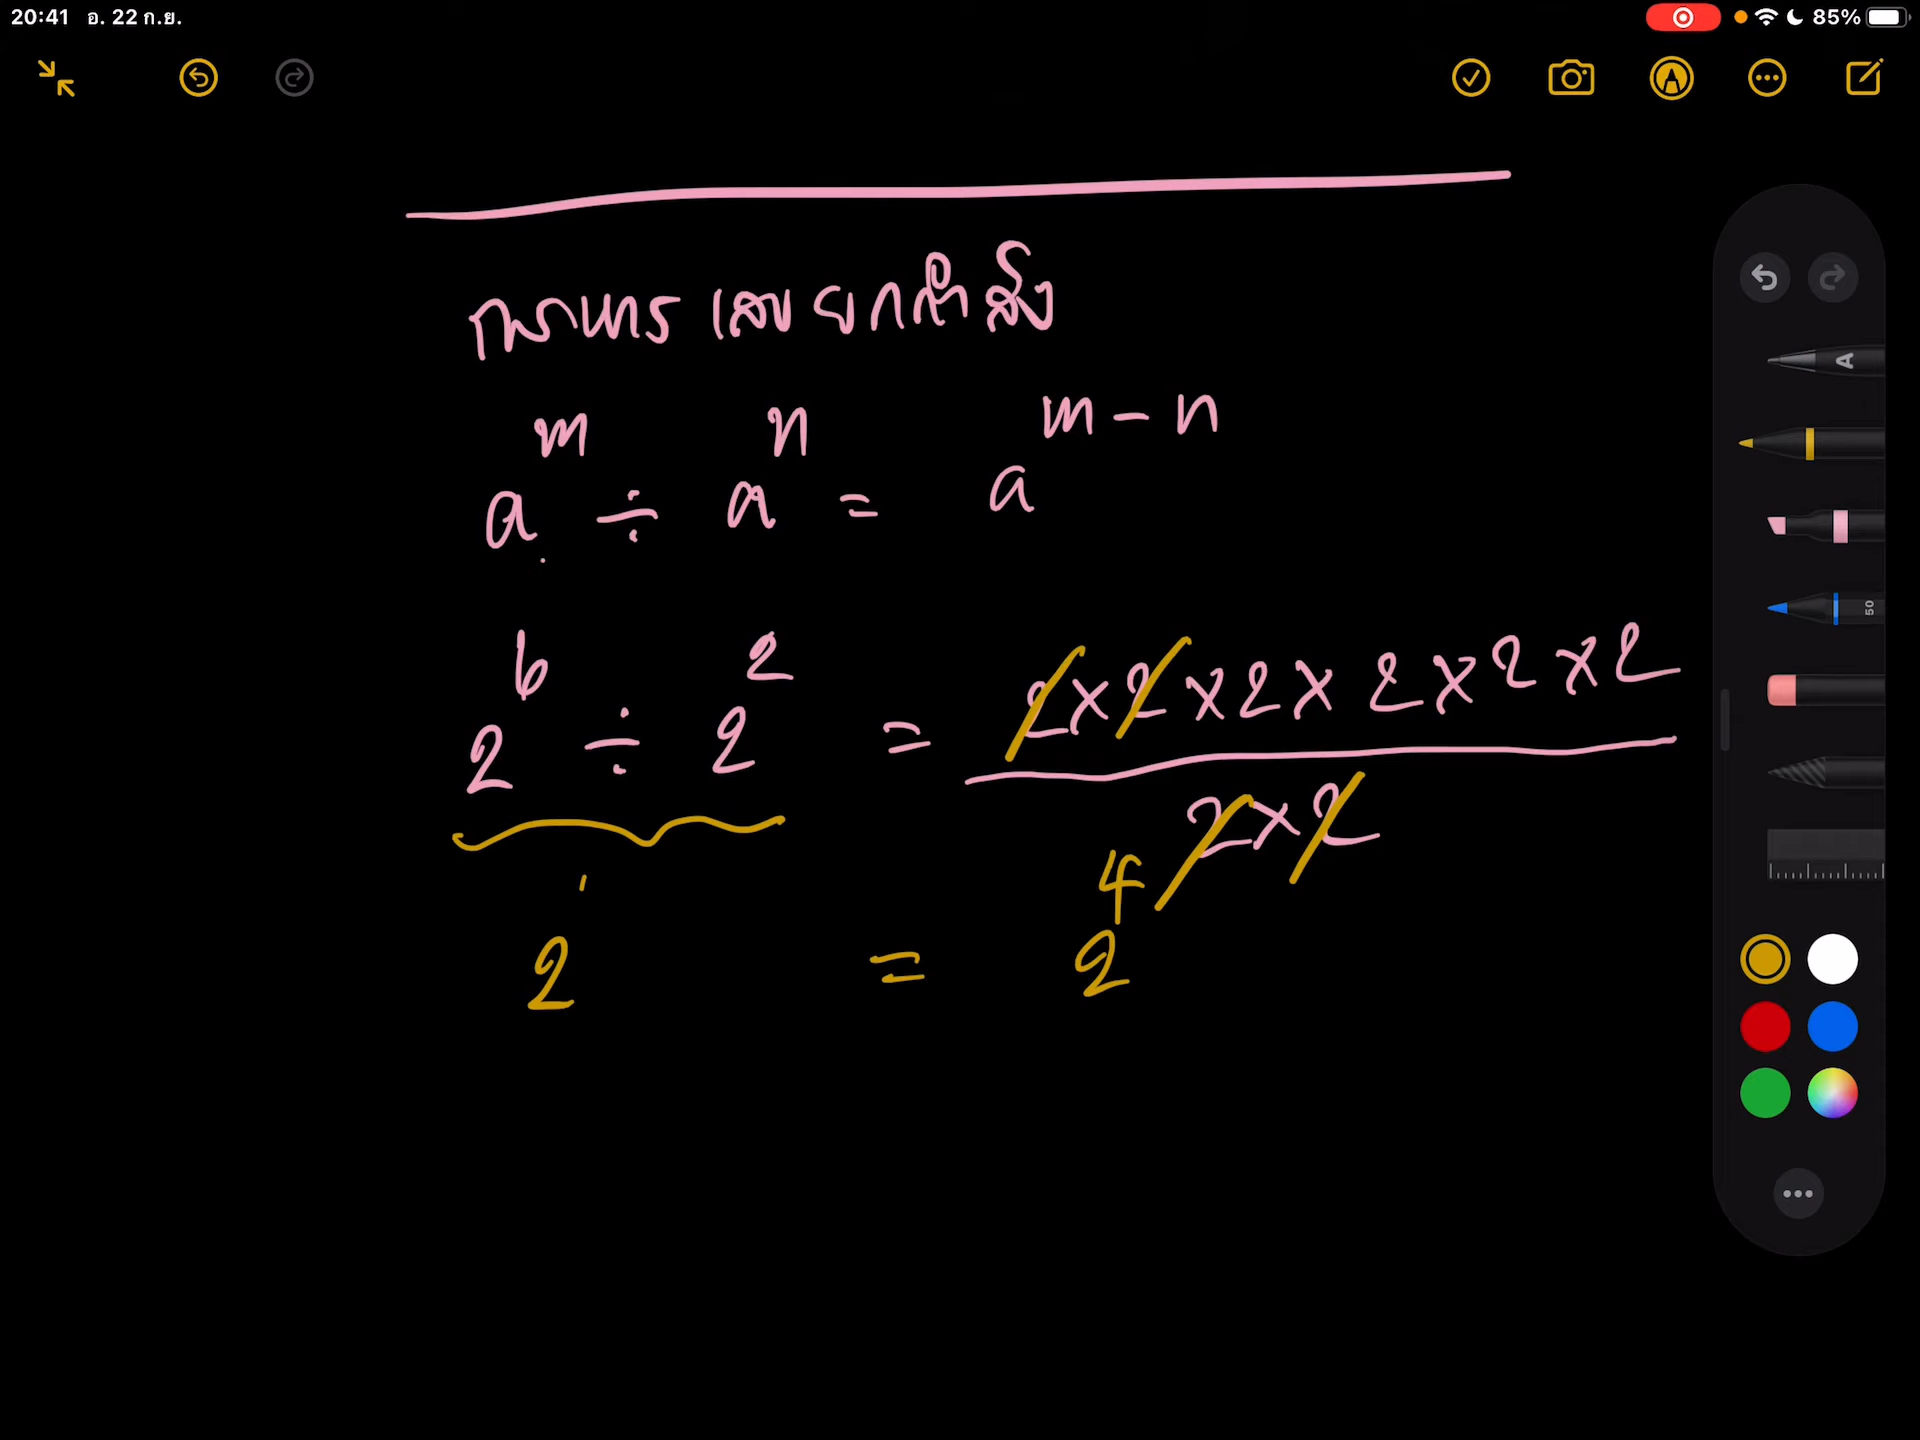 20:41 อ. 22 ก.ย. 85%
การหารเลขยกกำลัง
a^m ÷ a^n = a^{m-n}
2^6 ÷ 2^2 = \frac{2×2×2×2×2×2}{2×2}
2 = 2^4
A
50